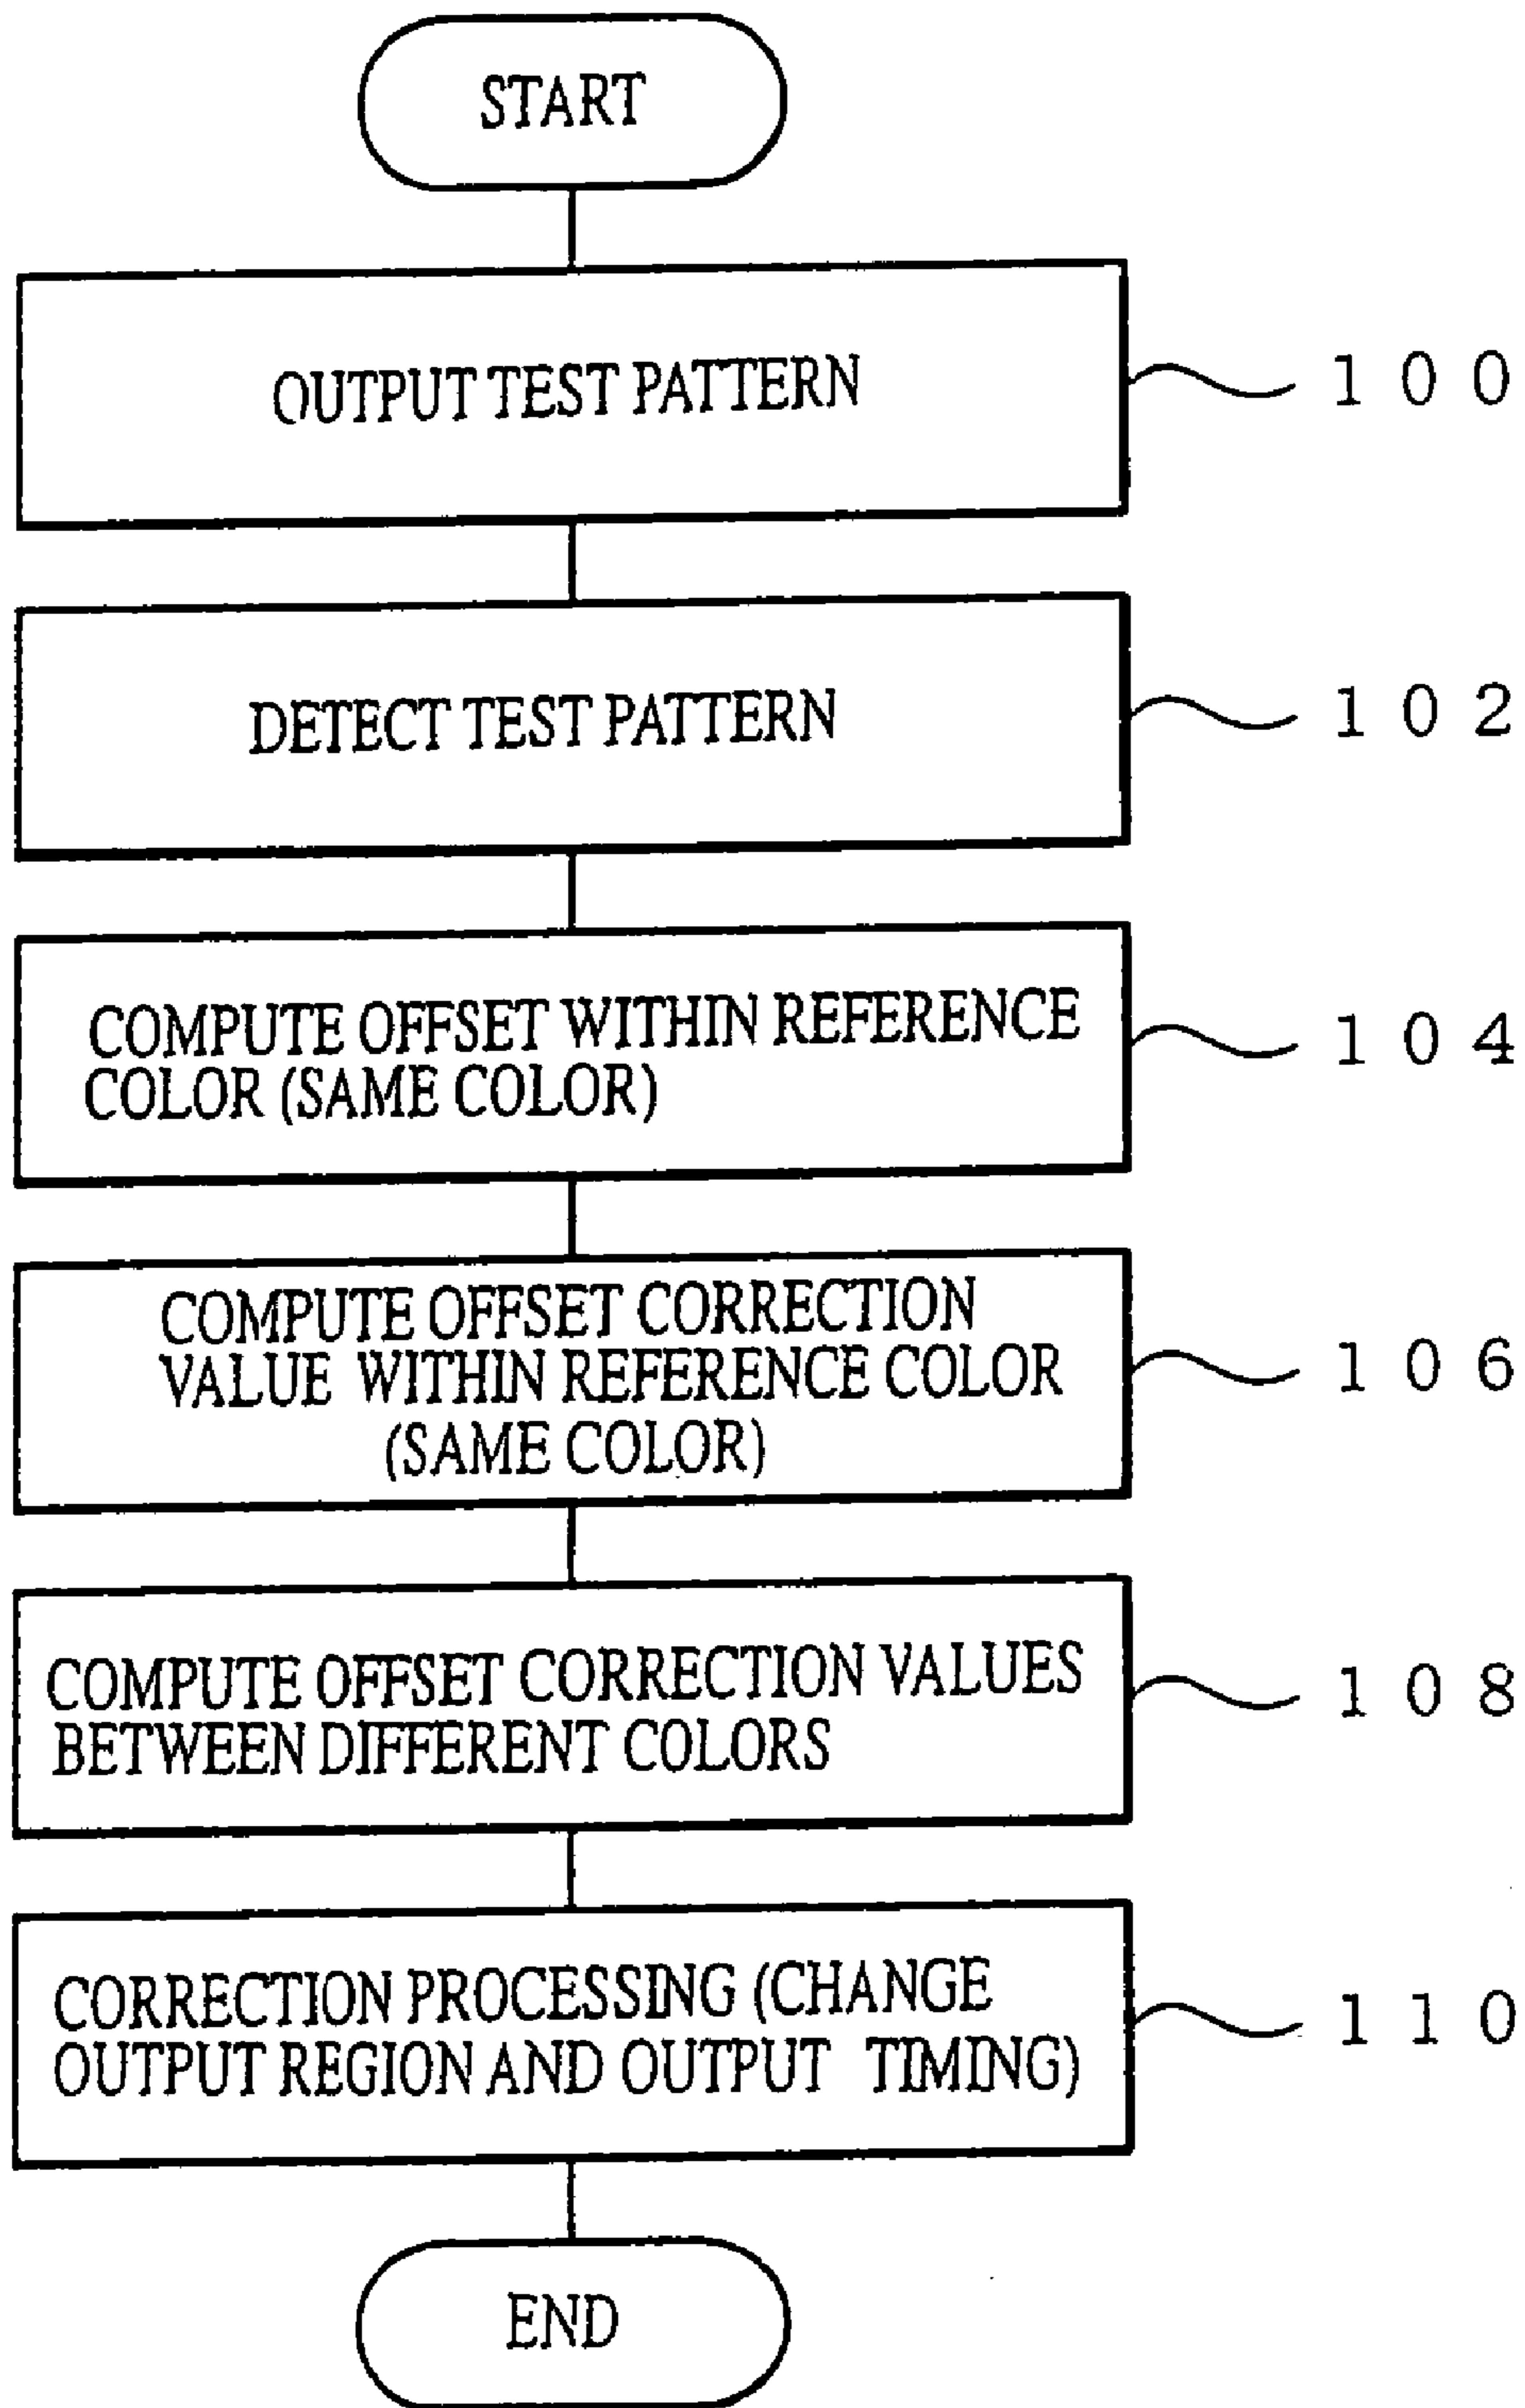 START
OUTPUT TEST PATTERN
100
DETECT TEST PATTERN
102
COMPUTE OFFSET WITHIN REFERENCE
COLOR (SAME COLOR)
104
COMPUTE OFFSET CORRECTION
VALUE WITHIN REFERENCE COLOR
(SAME COLOR)
106
COMPUTE OFFSET CORRECTION VALUES
BETWEEN DIFFERENT COLORS
108
CORRECTION PROCESSING (CHANGE
OUTPUT REGION AND OUTPUT TIMING)
110
END